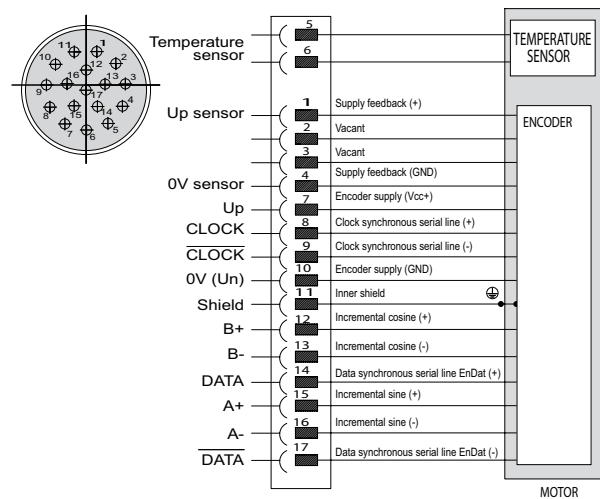 11 1
10 12 2
16 13
9 17 3
8 15 14 4
7 6 5
Temperature sensor 5
6
TEMPERATURE SENSOR
Up sensor 1 Supply feedback (+)
ENCODER
2 Vacant
3 Vacant
0V sensor 4 Supply feedback (GND)
Up 7 Encoder supply (Vcc+)
CLOCK 8 Clock synchronous serial line (+)
CLOCK 9 Clock synchronous serial line (-)
0V (Un) 10 Encoder supply (GND)
Shield 11 Inner shield
B+ 12 Incremental cosine (+)
B- 13 Incremental cosine (-)
DATA 14 Data synchronous serial line EnDat (+)
A+ 15 Incremental sine (+)
A- 16 Incremental sine (-)
DATA 17 Data synchronous serial line EnDat (-)
MOTOR